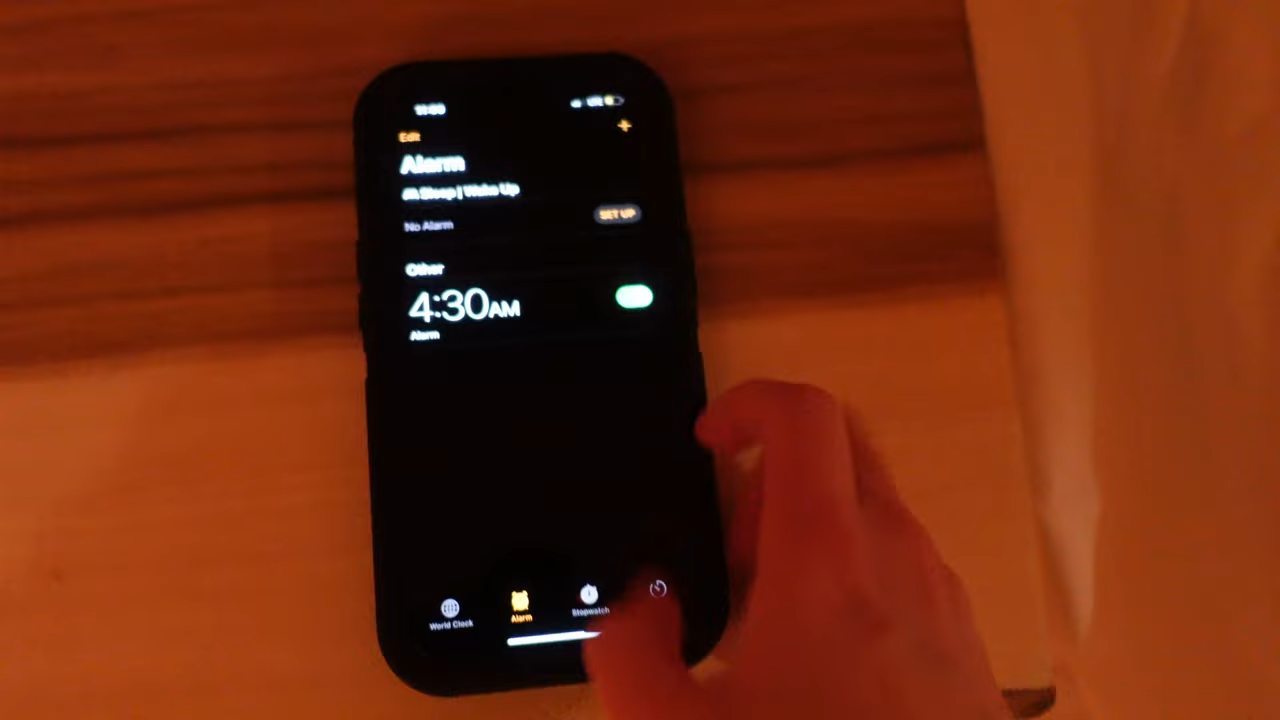 Edit
+
Alarm
Sleep | Wake Up
No Alarm
SET UP
Other
4:30AM
Alarm
World Clock
Alarm
Stopwatch